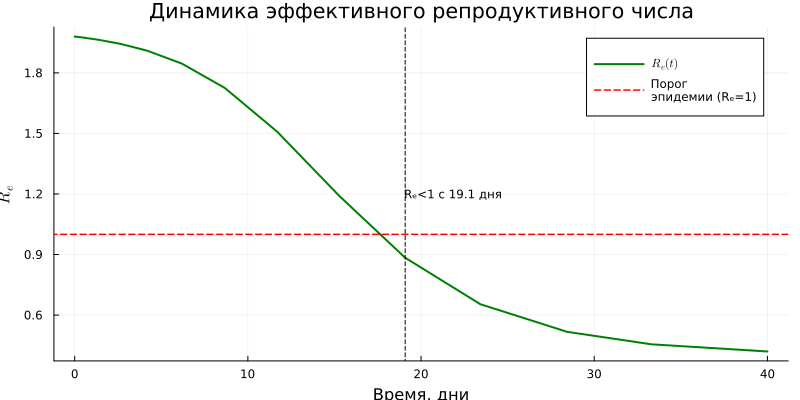 Динамика эффективного репродуктивного числа
Rₑ(t)
Порог
эпидемии (Rₑ=1)
1.8
1.5
1.2
0.9
0.6
Rₑ
Rₑ<1 с 19.1 дня
0
10
20
30
40
Время, дни